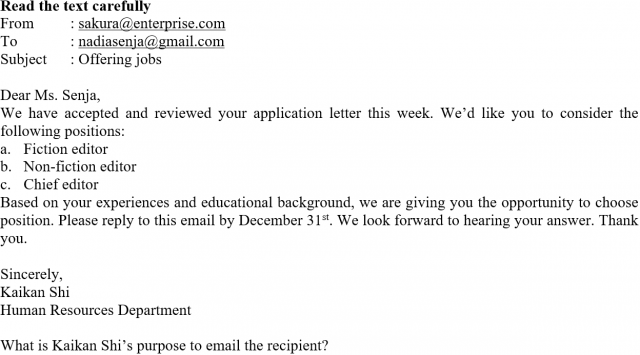 Read the text carefully
From : sakura@enterprise.com
To : nadiasenja@gmail.com
Subject : Offering jobs
Dear Ms. Senja,
We have accepted and reviewed your application letter this week. We’d like you to consider the
following positions:
a. Fiction editor
b. Non-fiction editor
c. Chief editor
Based on your experiences and educational background, we are giving you the opportunity to choose
position. Please reply to this email by December 31st. We look forward to hearing your answer. Thank
you.
Sincerely,
Kaikan Shi
Human Resources Department
What is Kaikan Shi’s purpose to email the recipient?